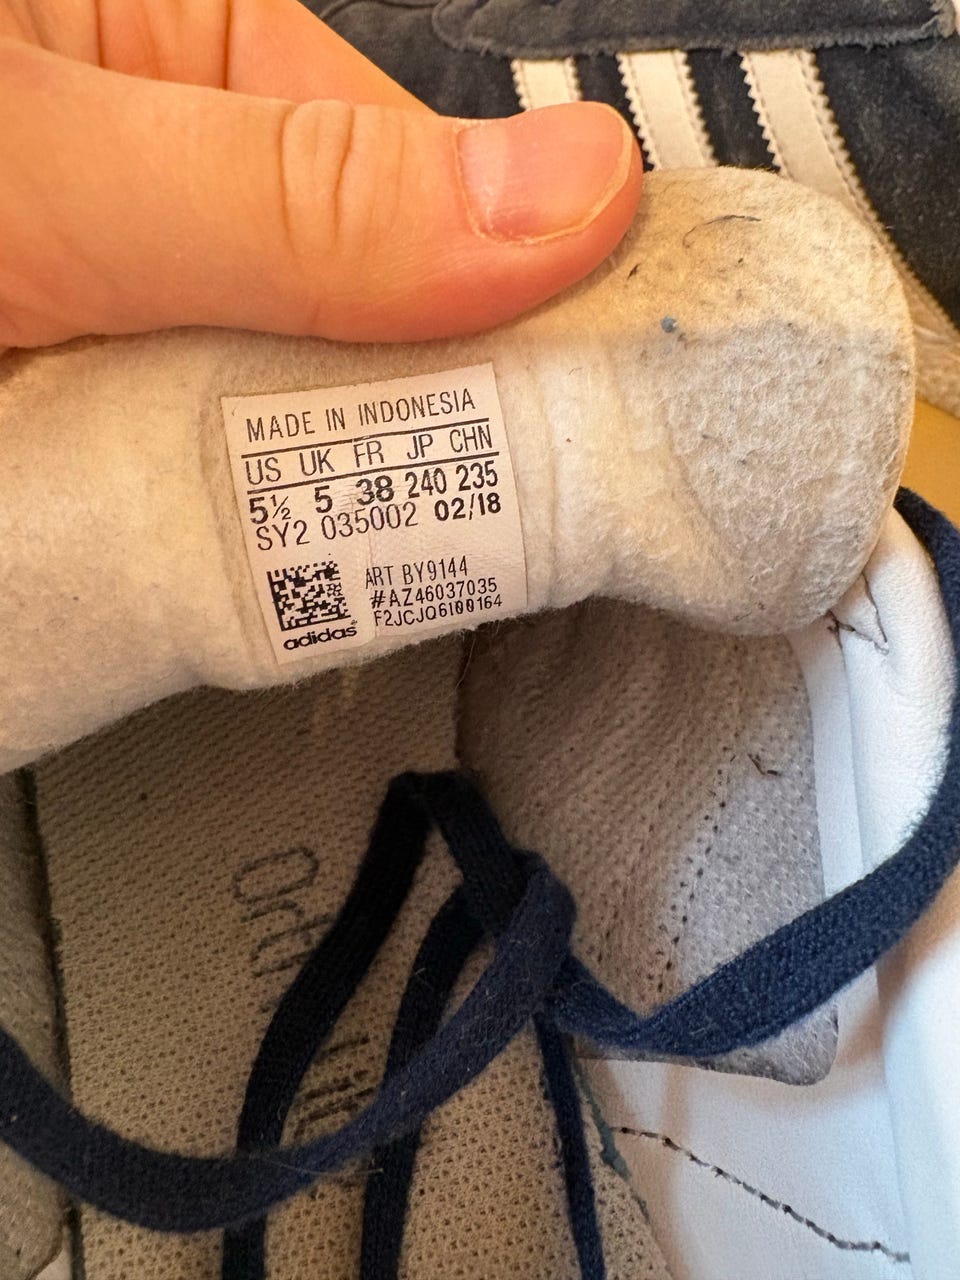 MADE IN INDONESIA
US UK FR JP CHN
5½ 5 38 240 235
SY2 035002 02/18
ART BY9144
#AZ46037035
F2JCJQ6100164
adidas